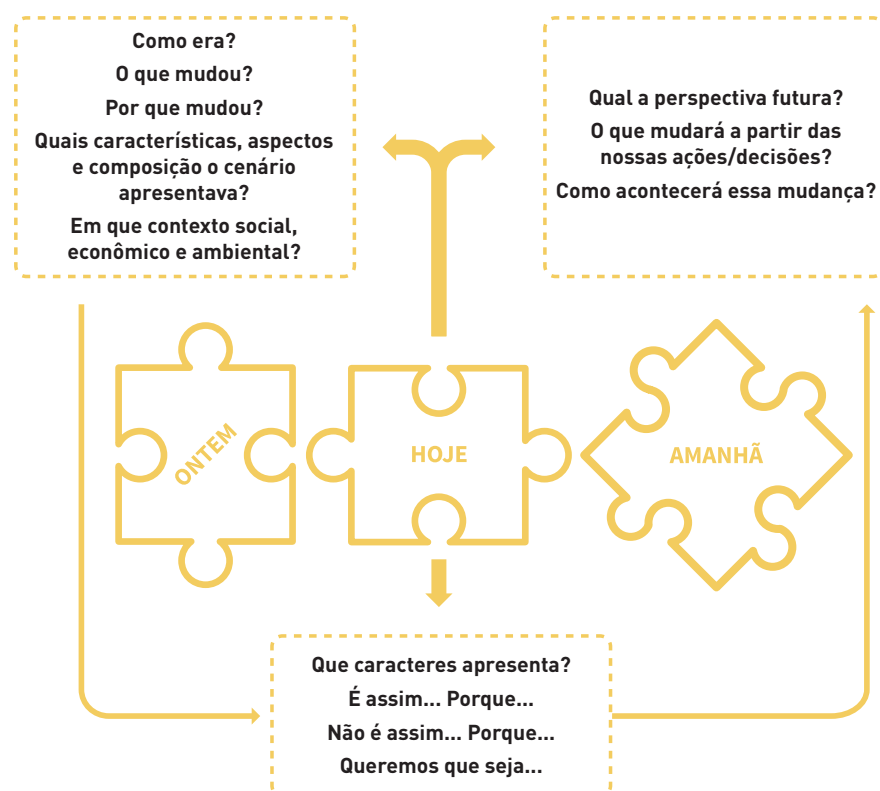 Como era?
O que mudou?
Por que mudou?
Quais características, aspectos
e composição o cenário
apresentava?
Em que contexto social,
econômico e ambiental?
Qual a perspectiva futura?
O que mudará a partir das
nossas ações/decisões?
Como acontecerá essa mudança?
ONTEM
HOJE
AMANHÃ
Que caracteres apresenta?
É assim... Porque...
Não é assim... Porque...
Queremos que seja...